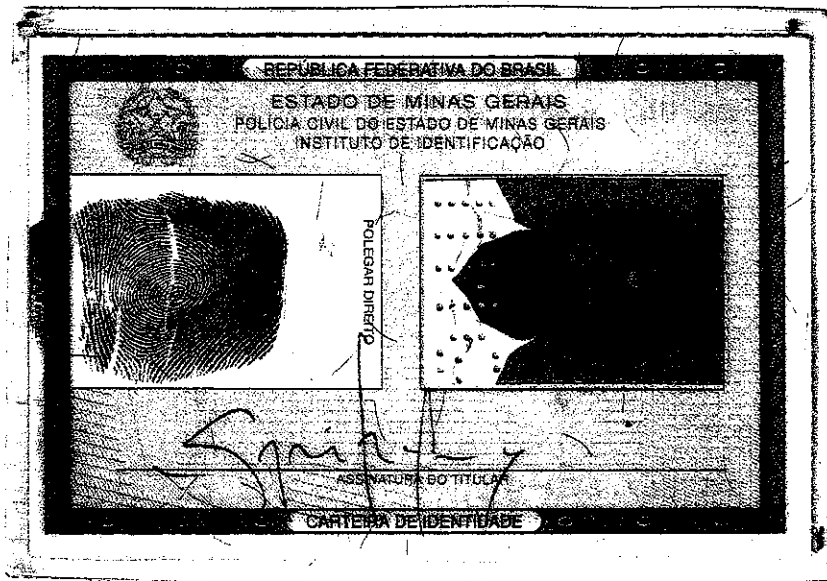 REPÚBLICA FEDERATIVA DO BRASIL
ESTADO DE MINAS GERAIS
POLÍCIA CIVIL DO ESTADO DE MINAS GERAIS
INSTITUTO DE IDENTIFICAÇÃO
POLEGAR DIREITO
ASSINATURA DO TITULAR
CARTEIRA DE IDENTIDADE